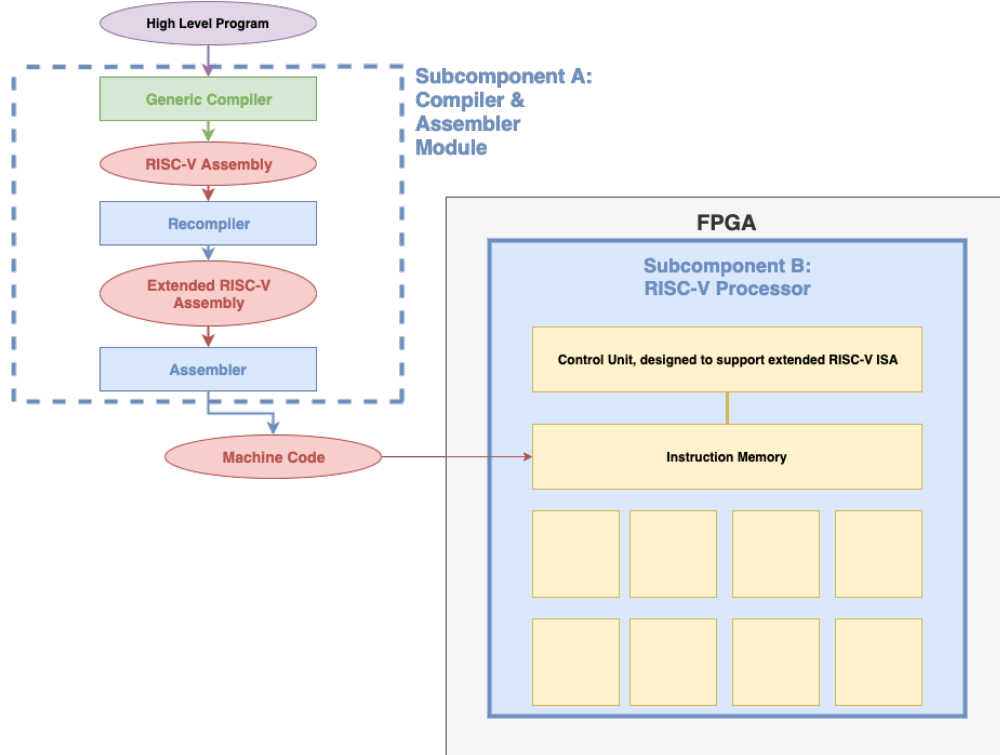 High Level Program
Subcomponent A:
Compiler &
Assembler
Module
Generic Compiler
RISC-V Assembly
Recompiler
Extended RISC-V
Assembly
Assembler
Machine Code
FPGA
Subcomponent B:
RISC-V Processor
Control Unit, designed to support extended RISC-V ISA
Instruction Memory